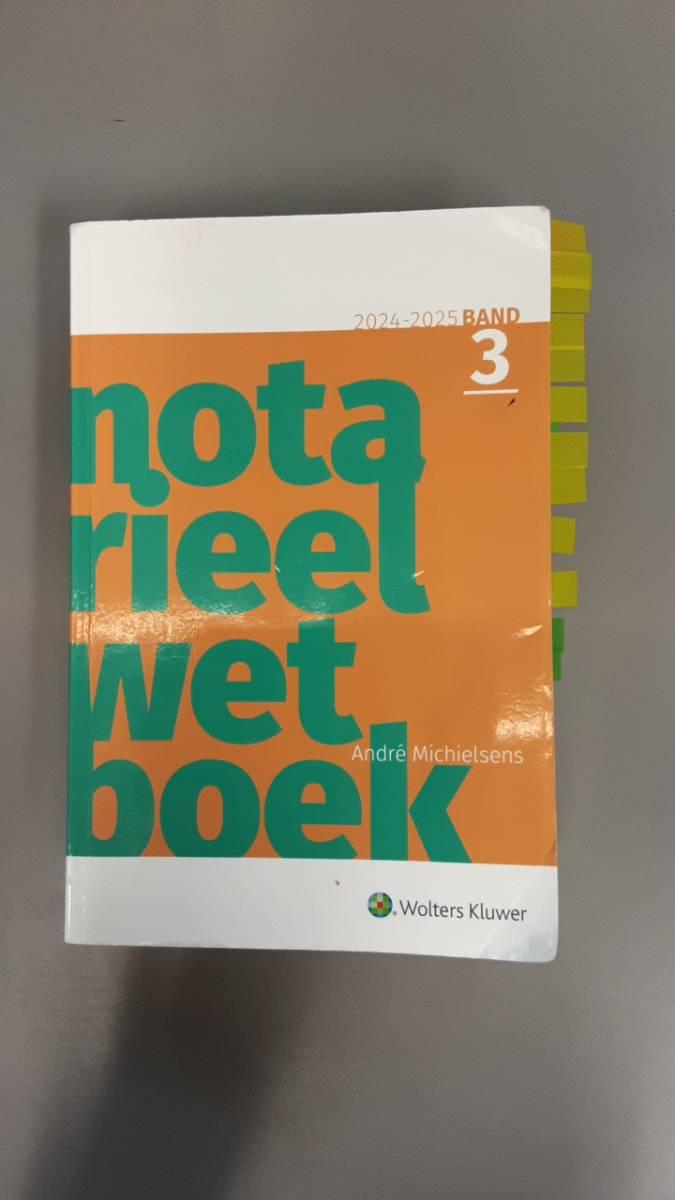 2024-2025 BAND
3
nota
rieel
wet
boek
André Michielsens
Wolters Kluwer